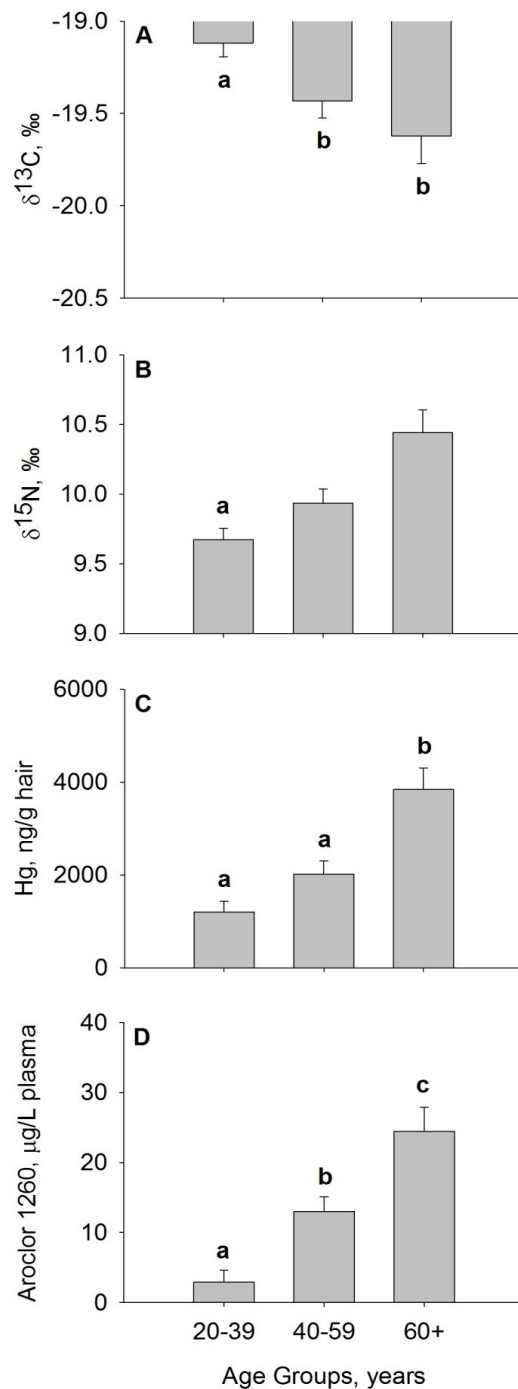 A
-19.0
-19.5
-20.0
-20.5
δ13C, ‰
a
b
b
B
11.0
10.5
10.0
9.5
9.0
δ15N, ‰
a
C
6000
4000
2000
0
Hg, ng/g hair
a
a
b
D
40
30
20
10
0
Aroclor 1260, µg/L plasma
a
b
c
20-39 40-59 60+
Age Groups, years